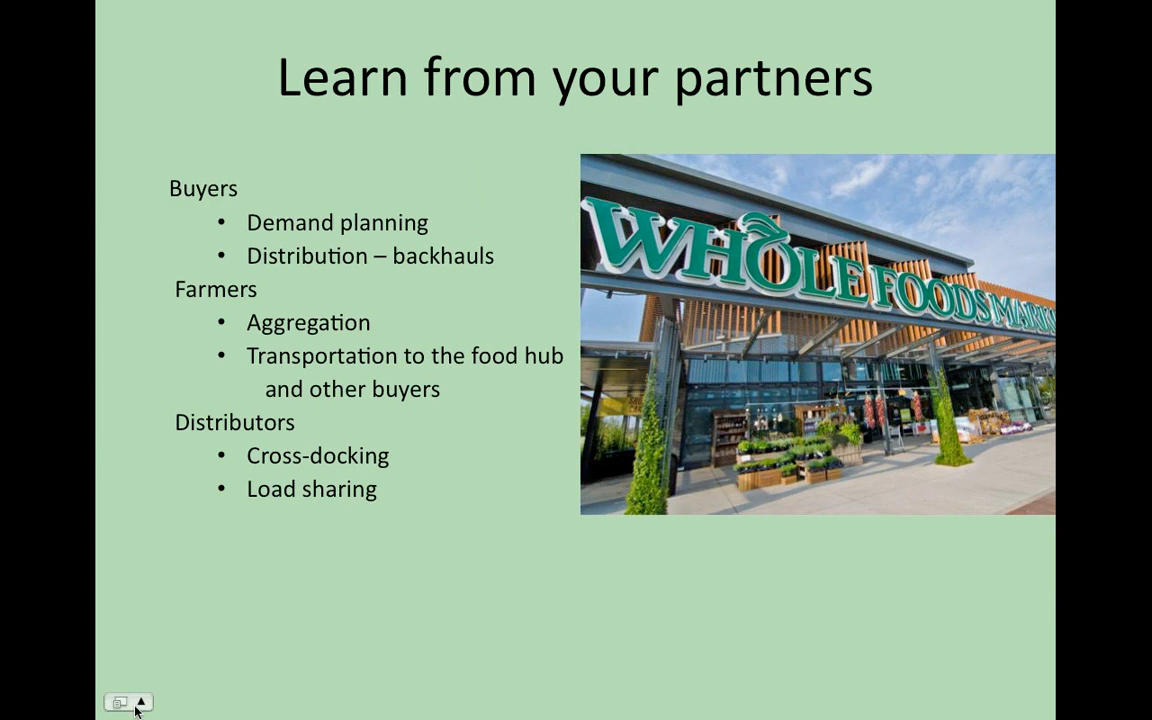 Learn from your partners
Buyers
• Demand planning
• Distribution – backhauls
Farmers
• Aggregation
• Transportation to the food hub
and other buyers
Distributors
• Cross-docking
• Load sharing
WHOLE FOODS MARK